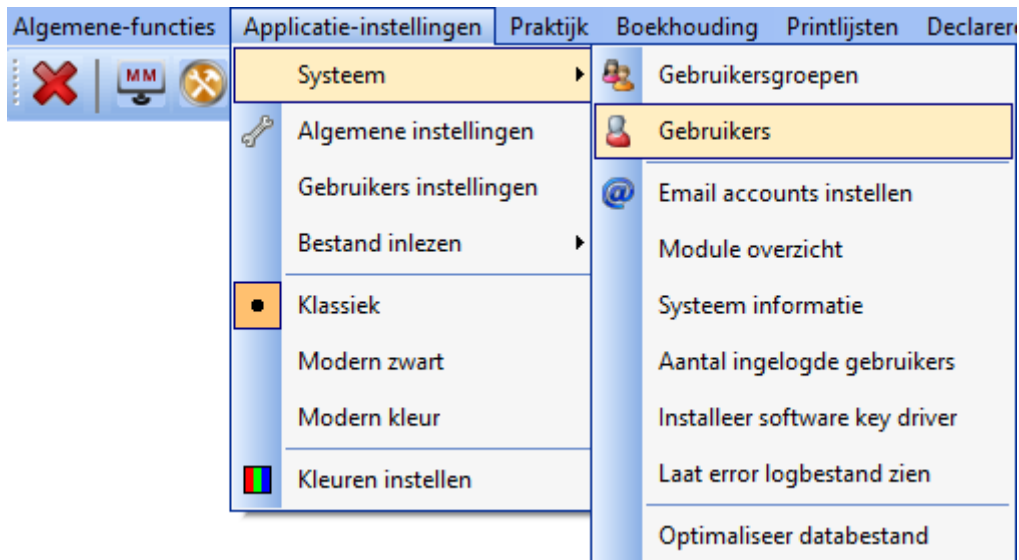 Algemene-functies Applicatie-instellingen Praktijk Boekhouding Printlijsten
MM
Systeem
Algemene instellingen
Gebruikers instellingen
Bestand inlezen
Klassiek
Modern zwart
Modern kleur
Kleuren instellen
Gebruikersgroepen
Gebruikers
@
Email accounts instellen
Module overzicht
Systeem informatie
Aantal ingelogde gebruikers
Installeer software key driver
Laat error logbestand zien
Optimaliseer databestand